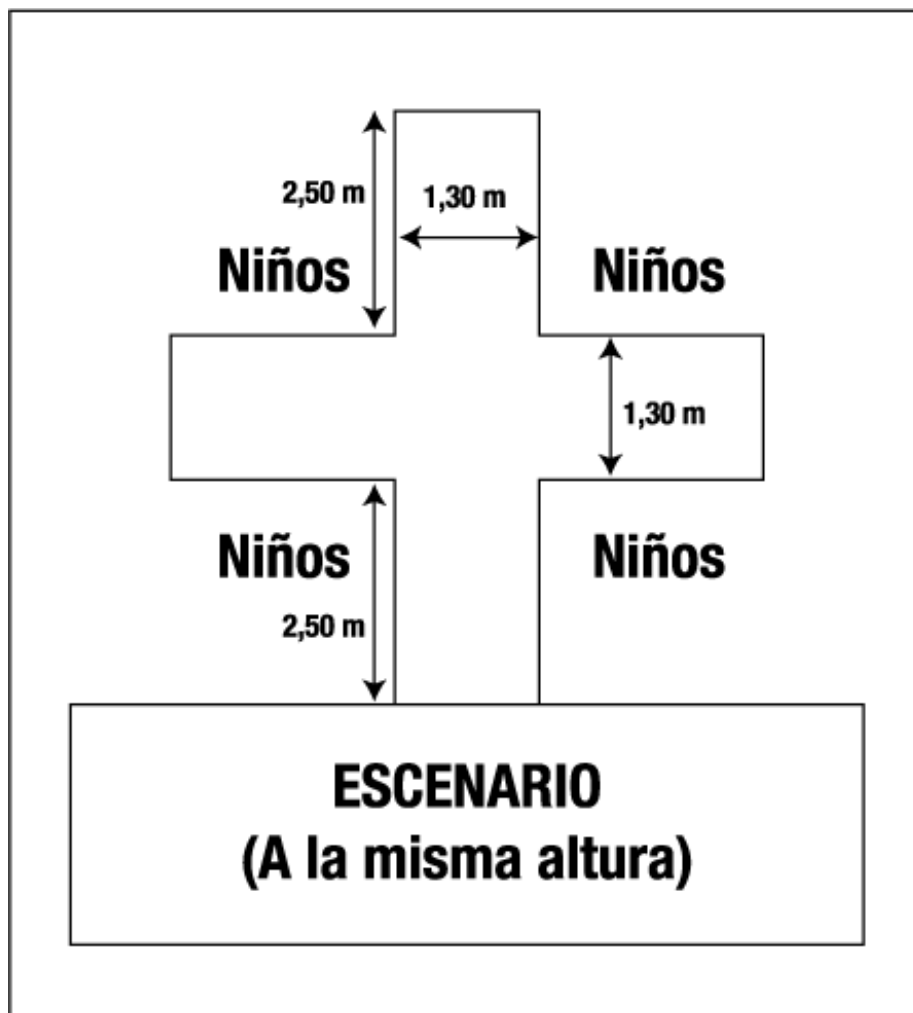 2,50 m
1,30 m
Niños
Niños
1,30 m
Niños
Niños
2,50 m
ESCENARIO
(A la misma altura)